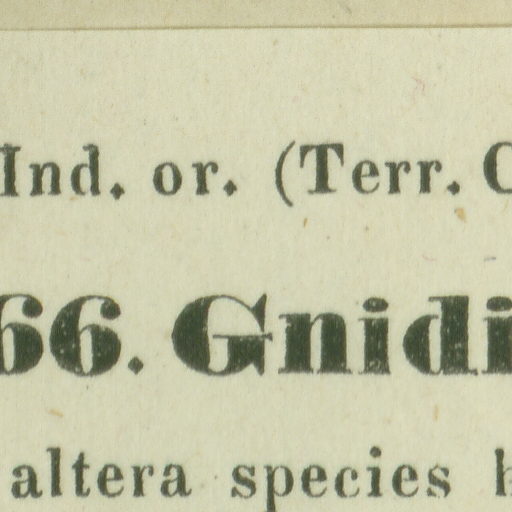 Ind. or. (Terr. C
66. Gnidi
altera species h